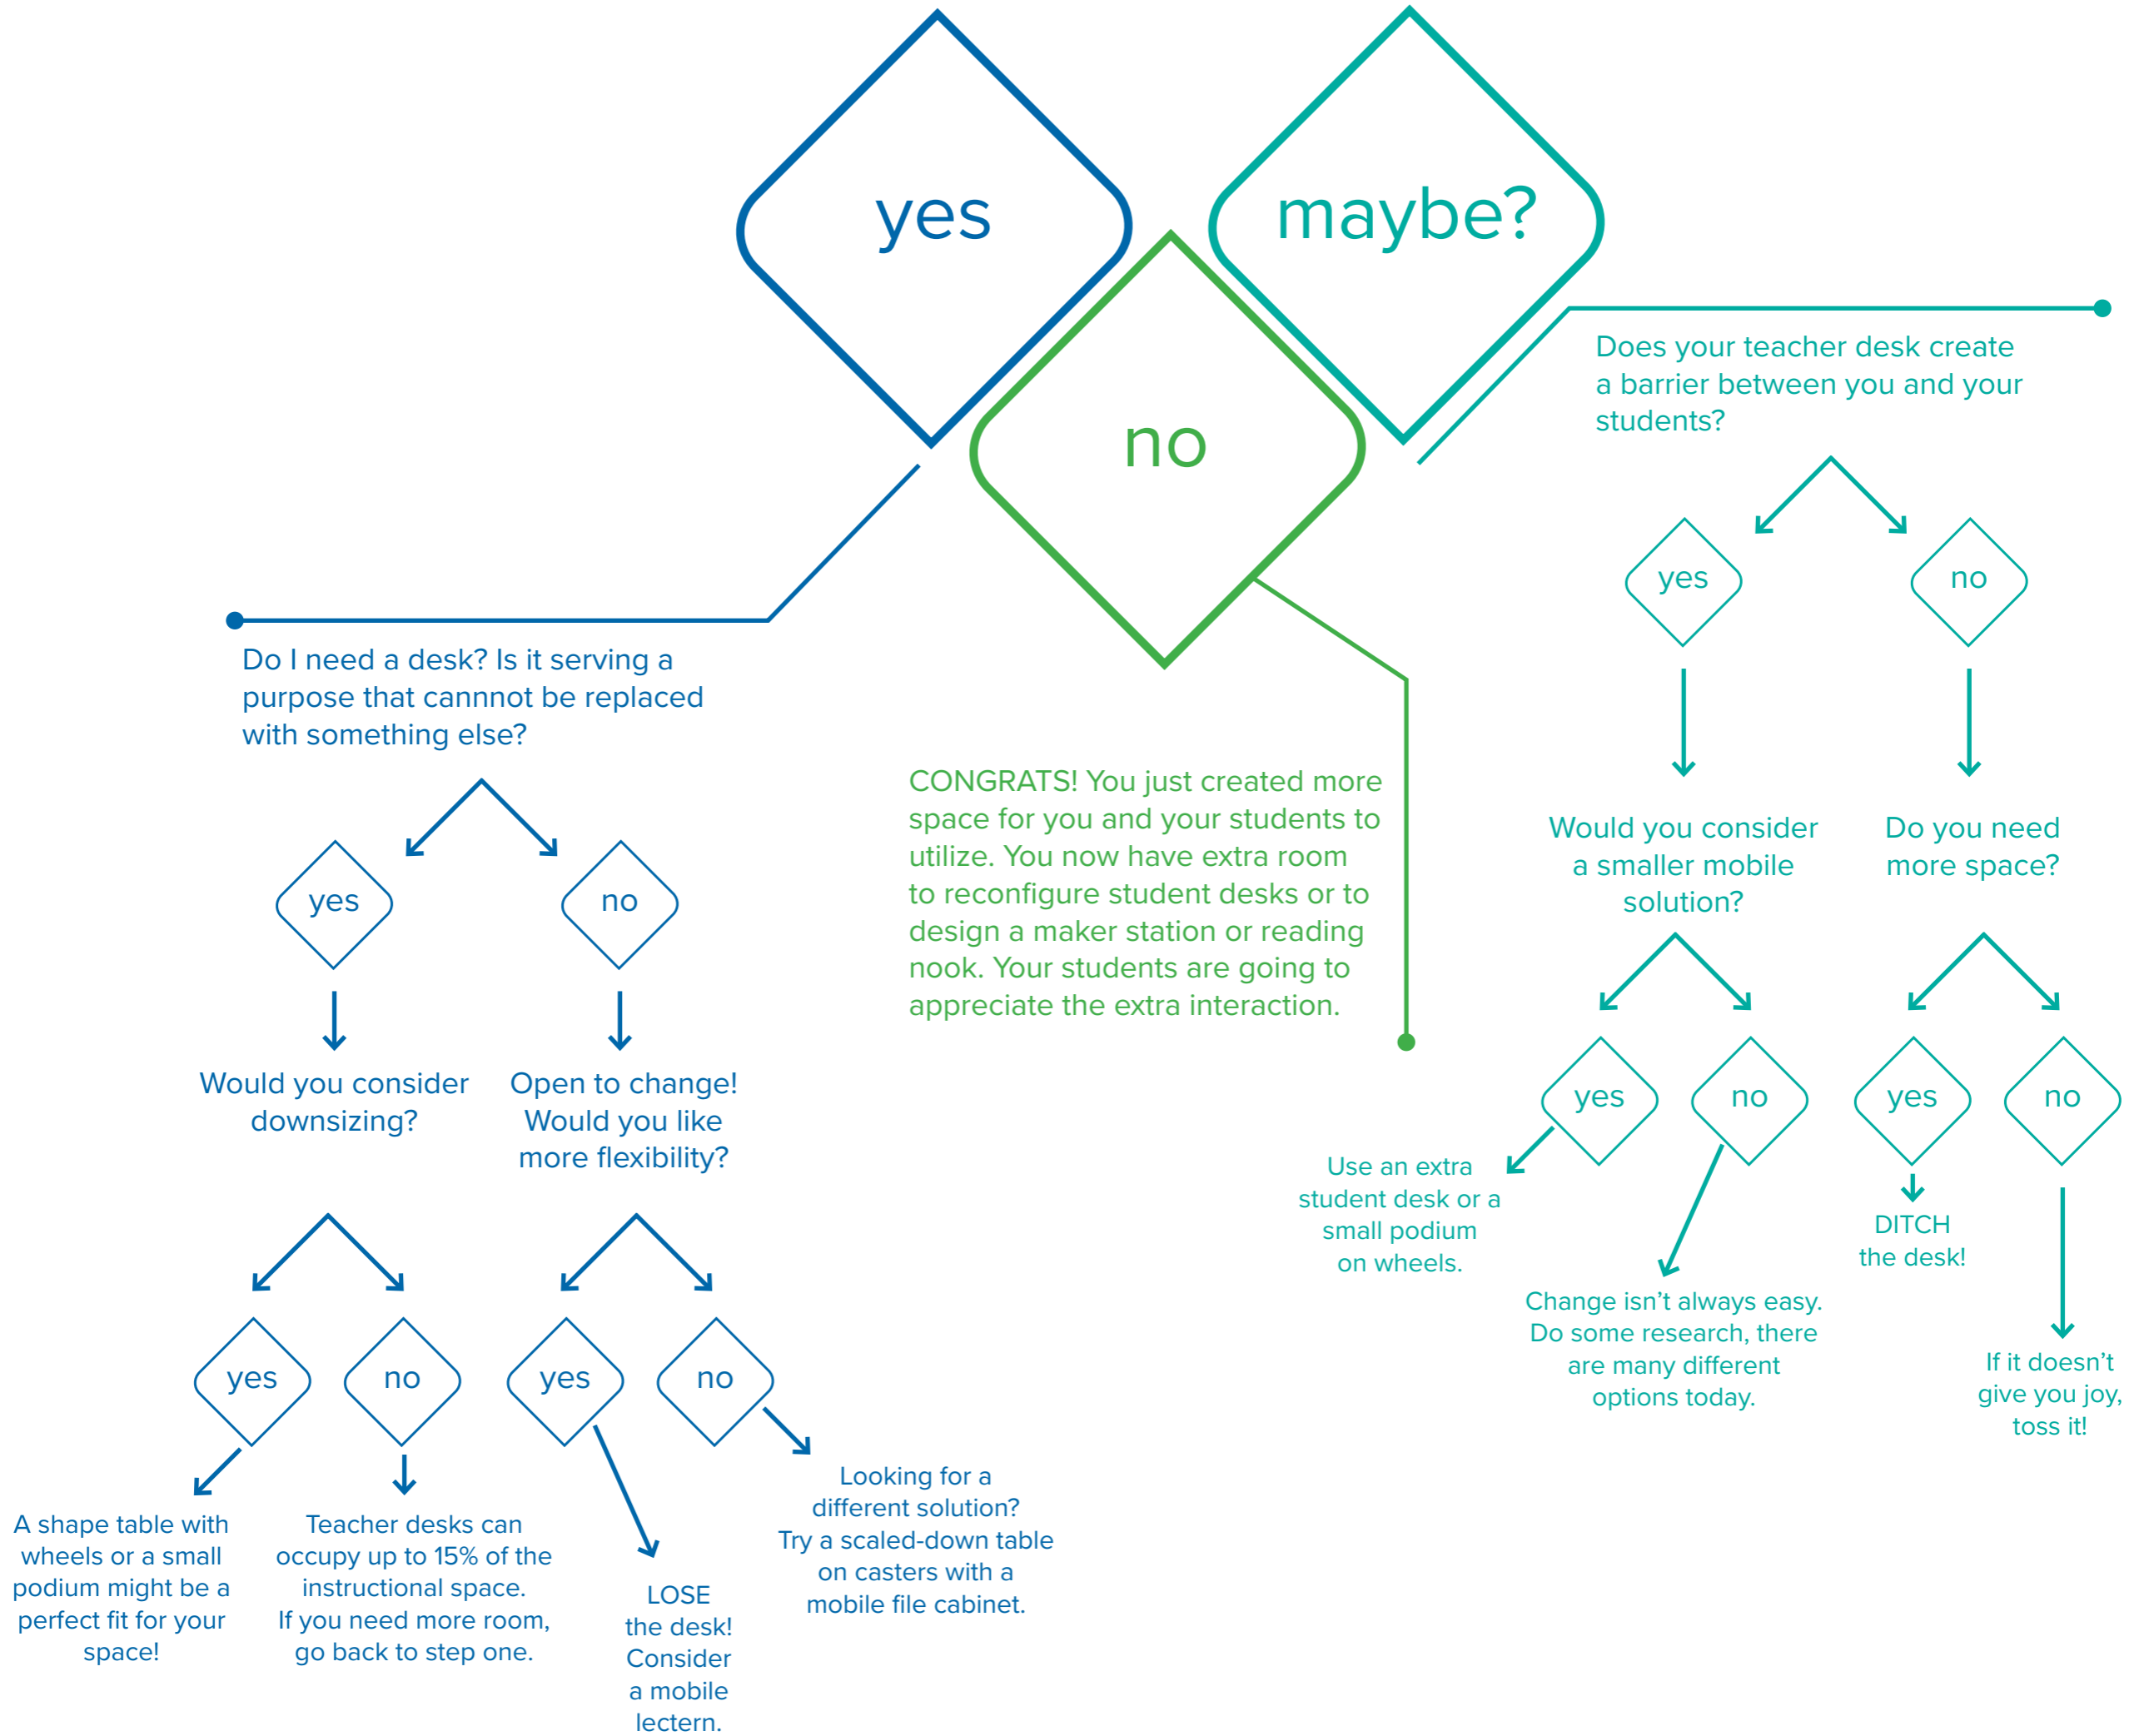 yes
maybe?
no
Does your teacher desk create
a barrier between you and your
students?
yes
no
Would you consider
a smaller mobile
solution?
Do you need
more space?
yes
no
yes
no
Use an extra
student desk or a
small podium
on wheels.
Change isn't always easy.
Do some research, there
are many different
options today.
DITCH
the desk!
If it doesn't
give you joy,
toss it!
CONGRATS! You just created more
space for you and your students to
utilize. You now have extra room
to reconfigure student desks or to
design a maker station or reading
nook. Your students are going to
appreciate the extra interaction.
Do I need a desk? Is it serving a
purpose that cannnot be replaced
with something else?
yes
no
Would you consider
downsizing?
Open to change!
Would you like
more flexibility?
yes
no
yes
no
A shape table with
wheels or a small
podium might be a
perfect fit for your
space!
Teacher desks can
occupy up to 15% of the
instructional space.
If you need more room,
go back to step one.
LOSE
the desk!
Consider
a mobile
lectern.
Looking for a
different solution?
Try a scaled-down table
on casters with a
mobile file cabinet.